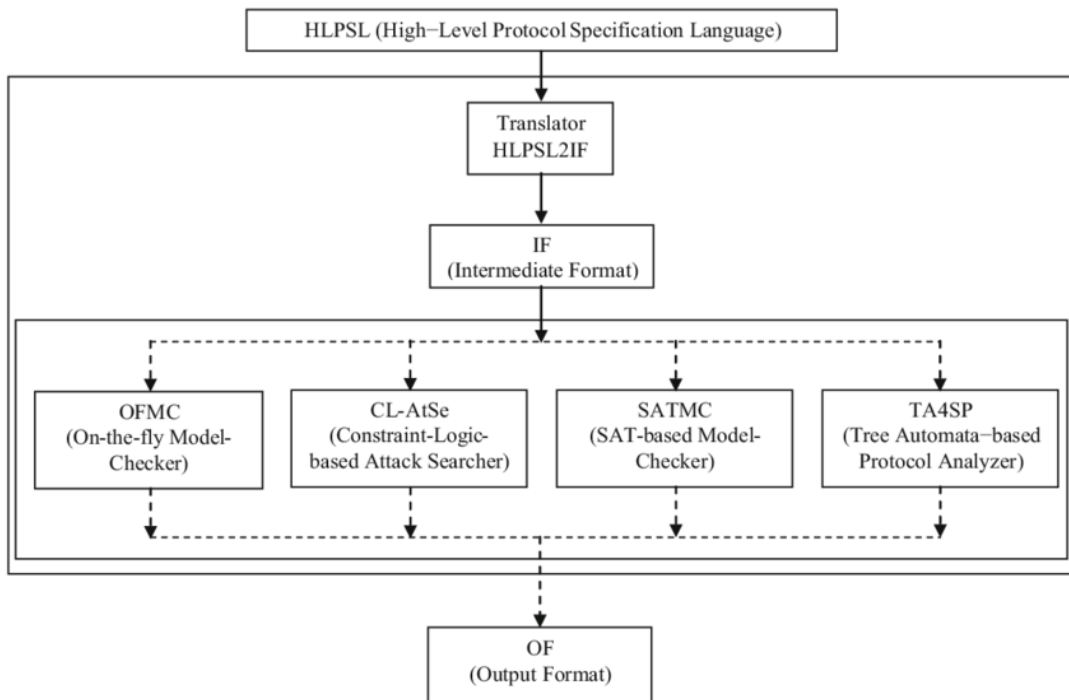 HLPSL (High−Level Protocol Specification Language)
Translator
HLPSL2IF
IF
(Intermediate Format)
OFMC
(On-the-fly Model-
Checker)
CL-AtSe
(Constraint-Logic-
based Attack Searcher)
SATMC
(SAT-based Model-
Checker)
TA4SP
(Tree Automata−based
Protocol Analyzer)
OF
(Output Format)